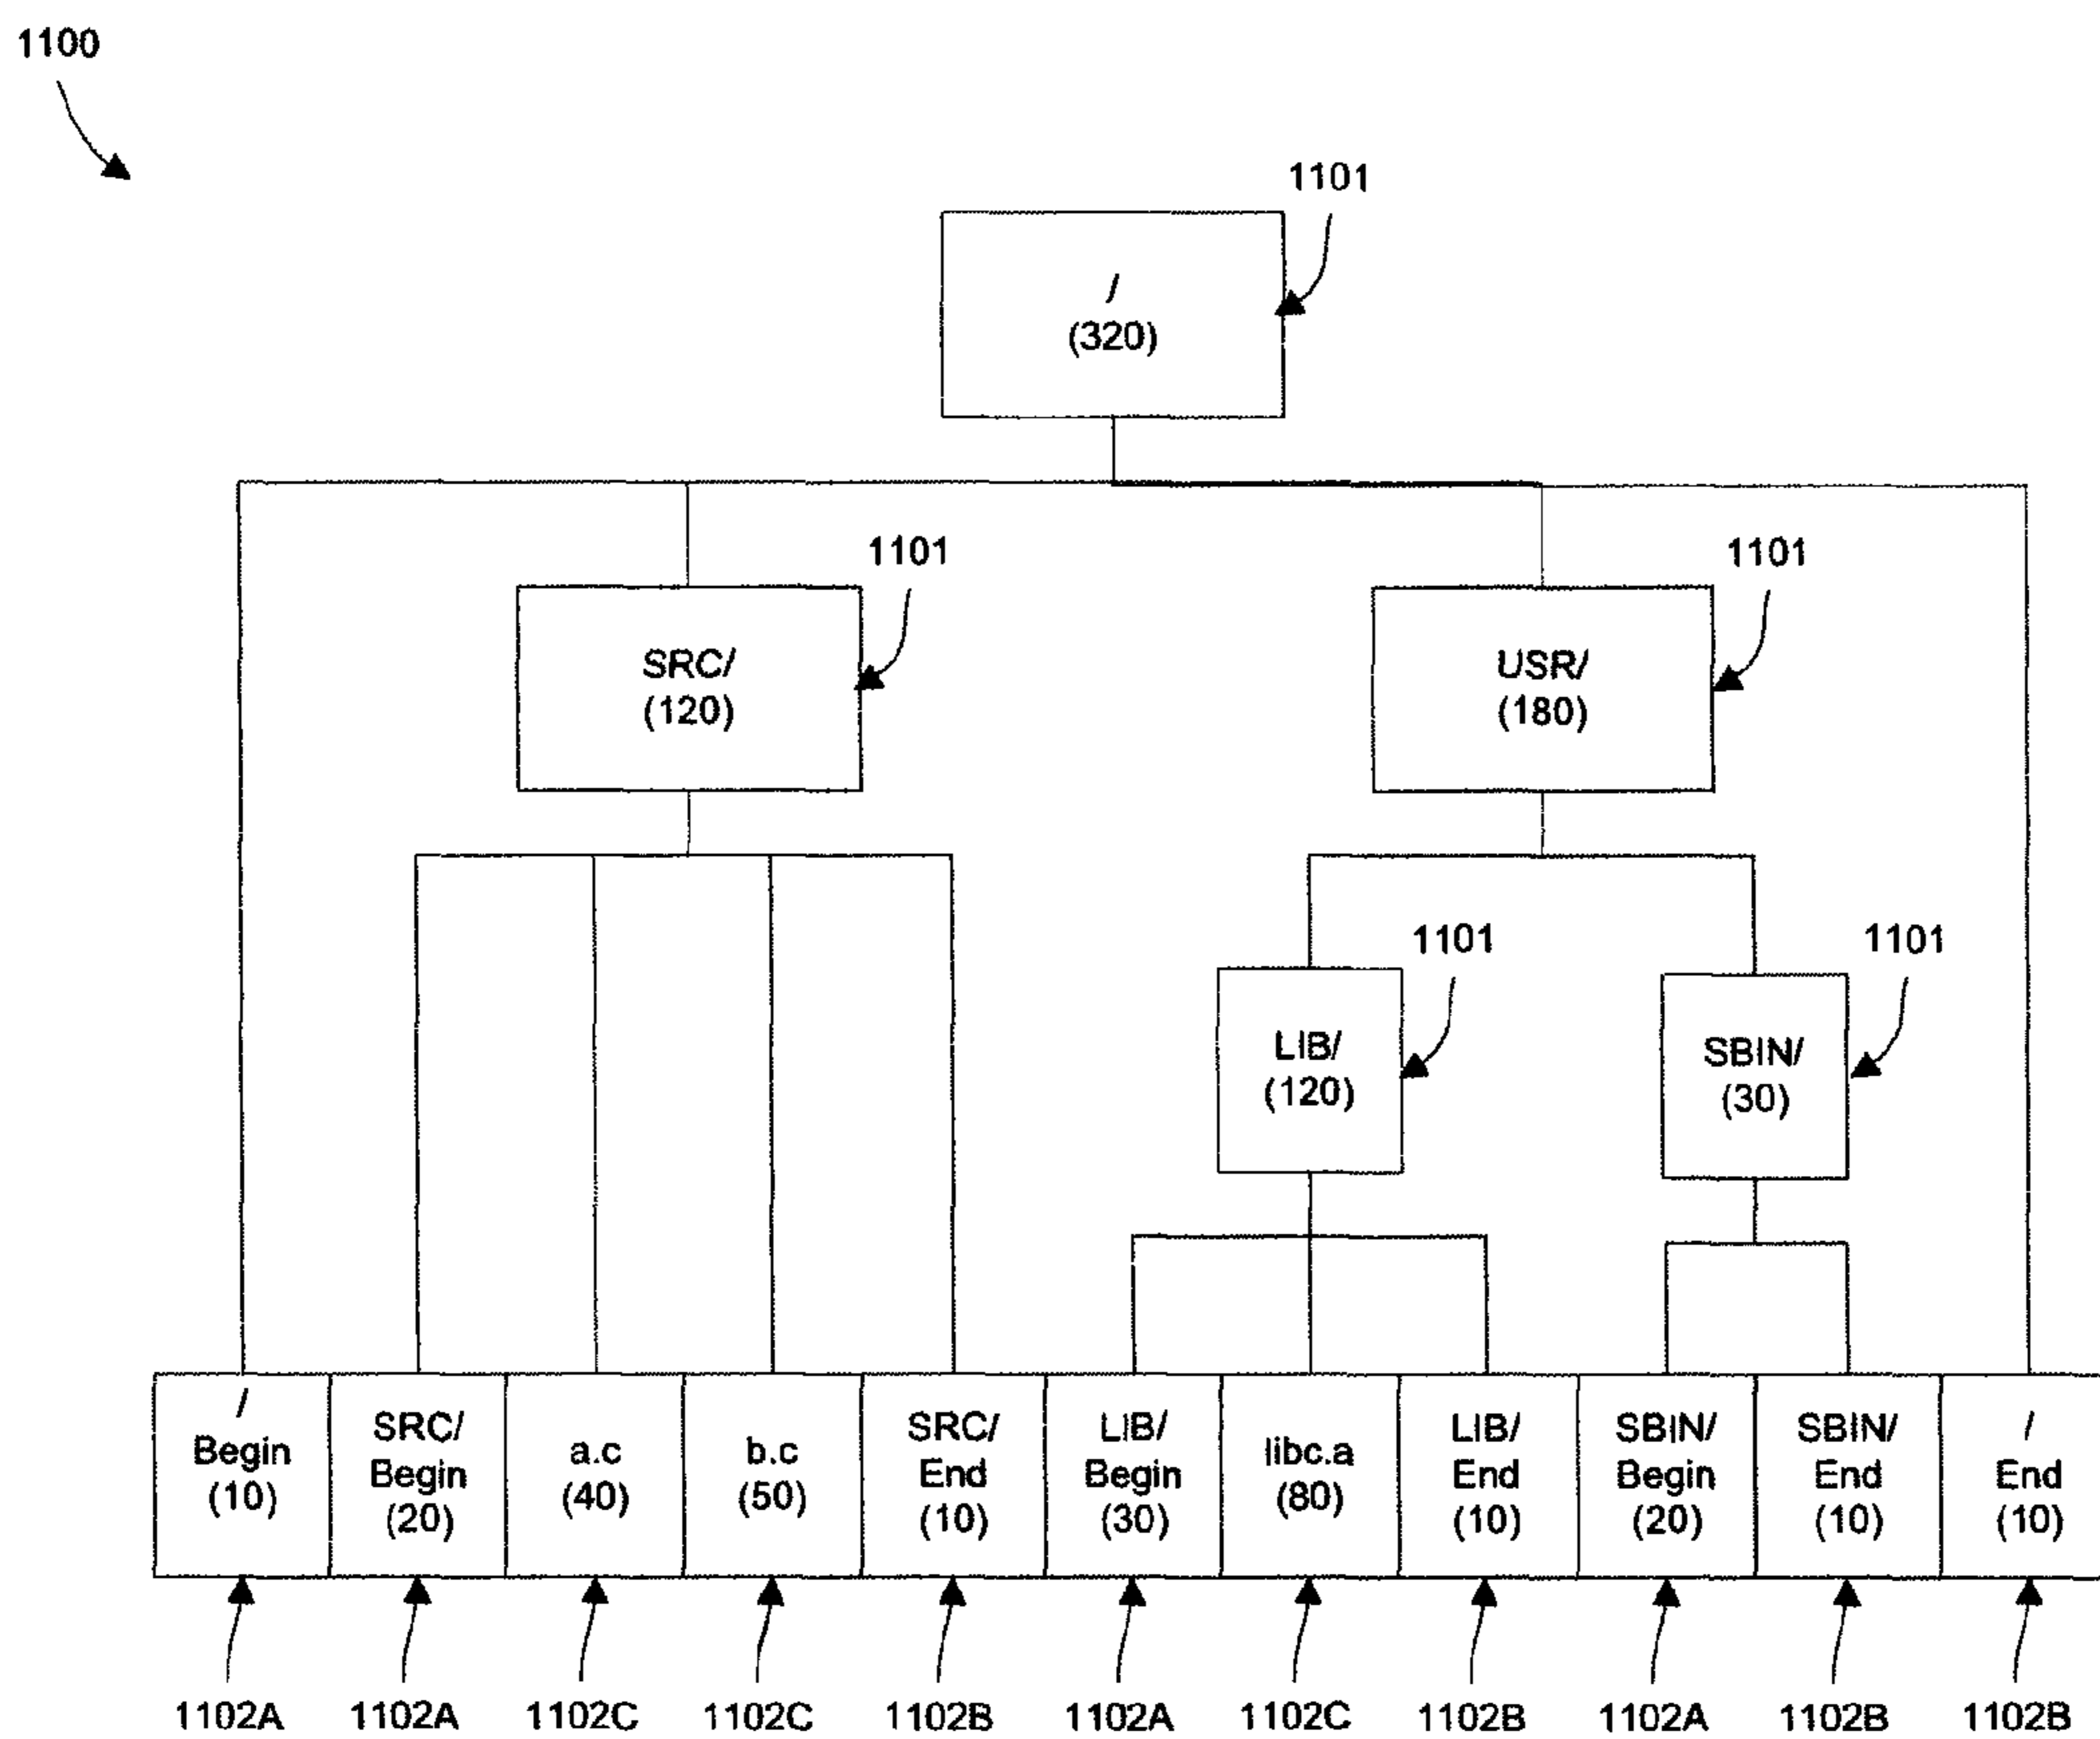 1100
1101
/
(320)
1101
1101
SRC/
(120)
USR/
(180)
1101
1101
LIB/
(120)
SBIN/
(30)
/
Begin
(10)
SRC/
Begin
(20)
a.c
(40)
b.c
(50)
SRC/
End
(10)
LIB/
Begin
(30)
libc.a
(80)
LIB/
End
(10)
SBIN/
Begin
(20)
SBIN/
End
(10)
/
End
(10)
1102A
1102A
1102C
1102C
1102B
1102A
1102C
1102B
1102A
1102B
1102B